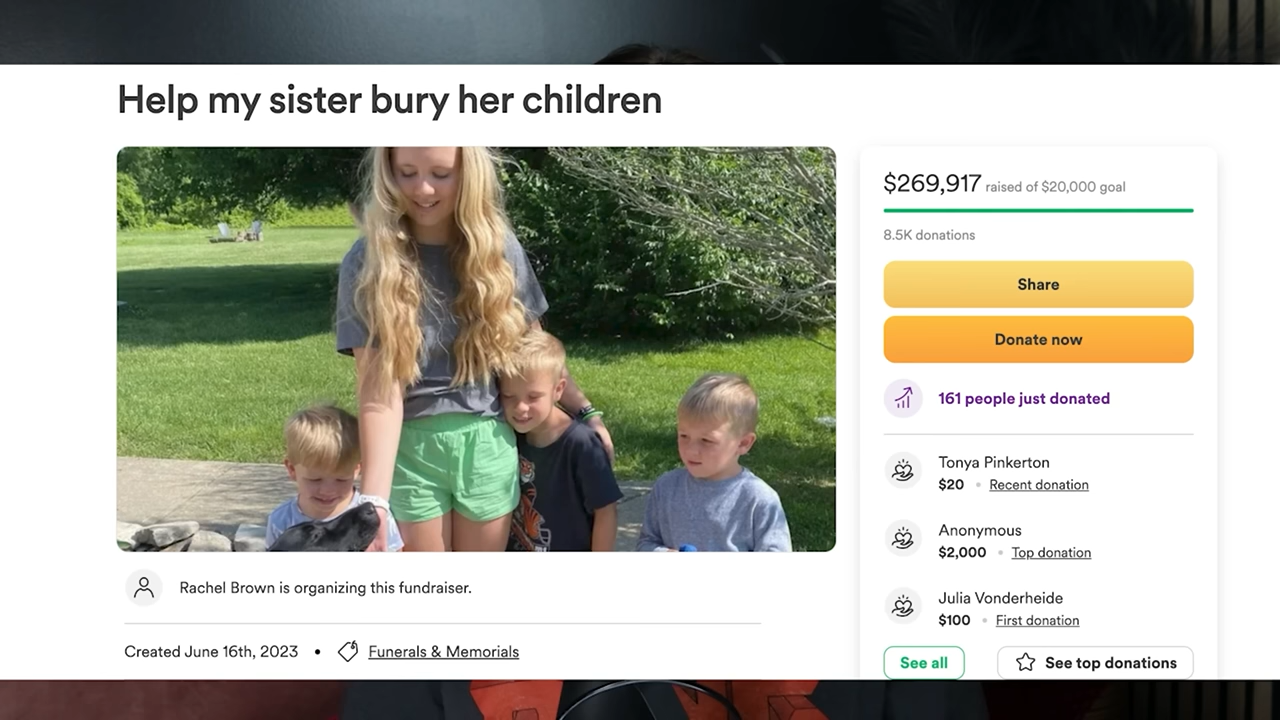 Help my sister bury her children
$269,917 raised of $20,000 goal
8.5K donations
Share
Donate now
161 people just donated
Tonya Pinkerton
$20 • Recent donation
Anonymous
$2,000 • Top donation
Julia Vonderheide
$100 • First donation
See all
See top donations
Rachel Brown is organizing this fundraiser.
Created June 16th, 2023 • Funerals & Memorials